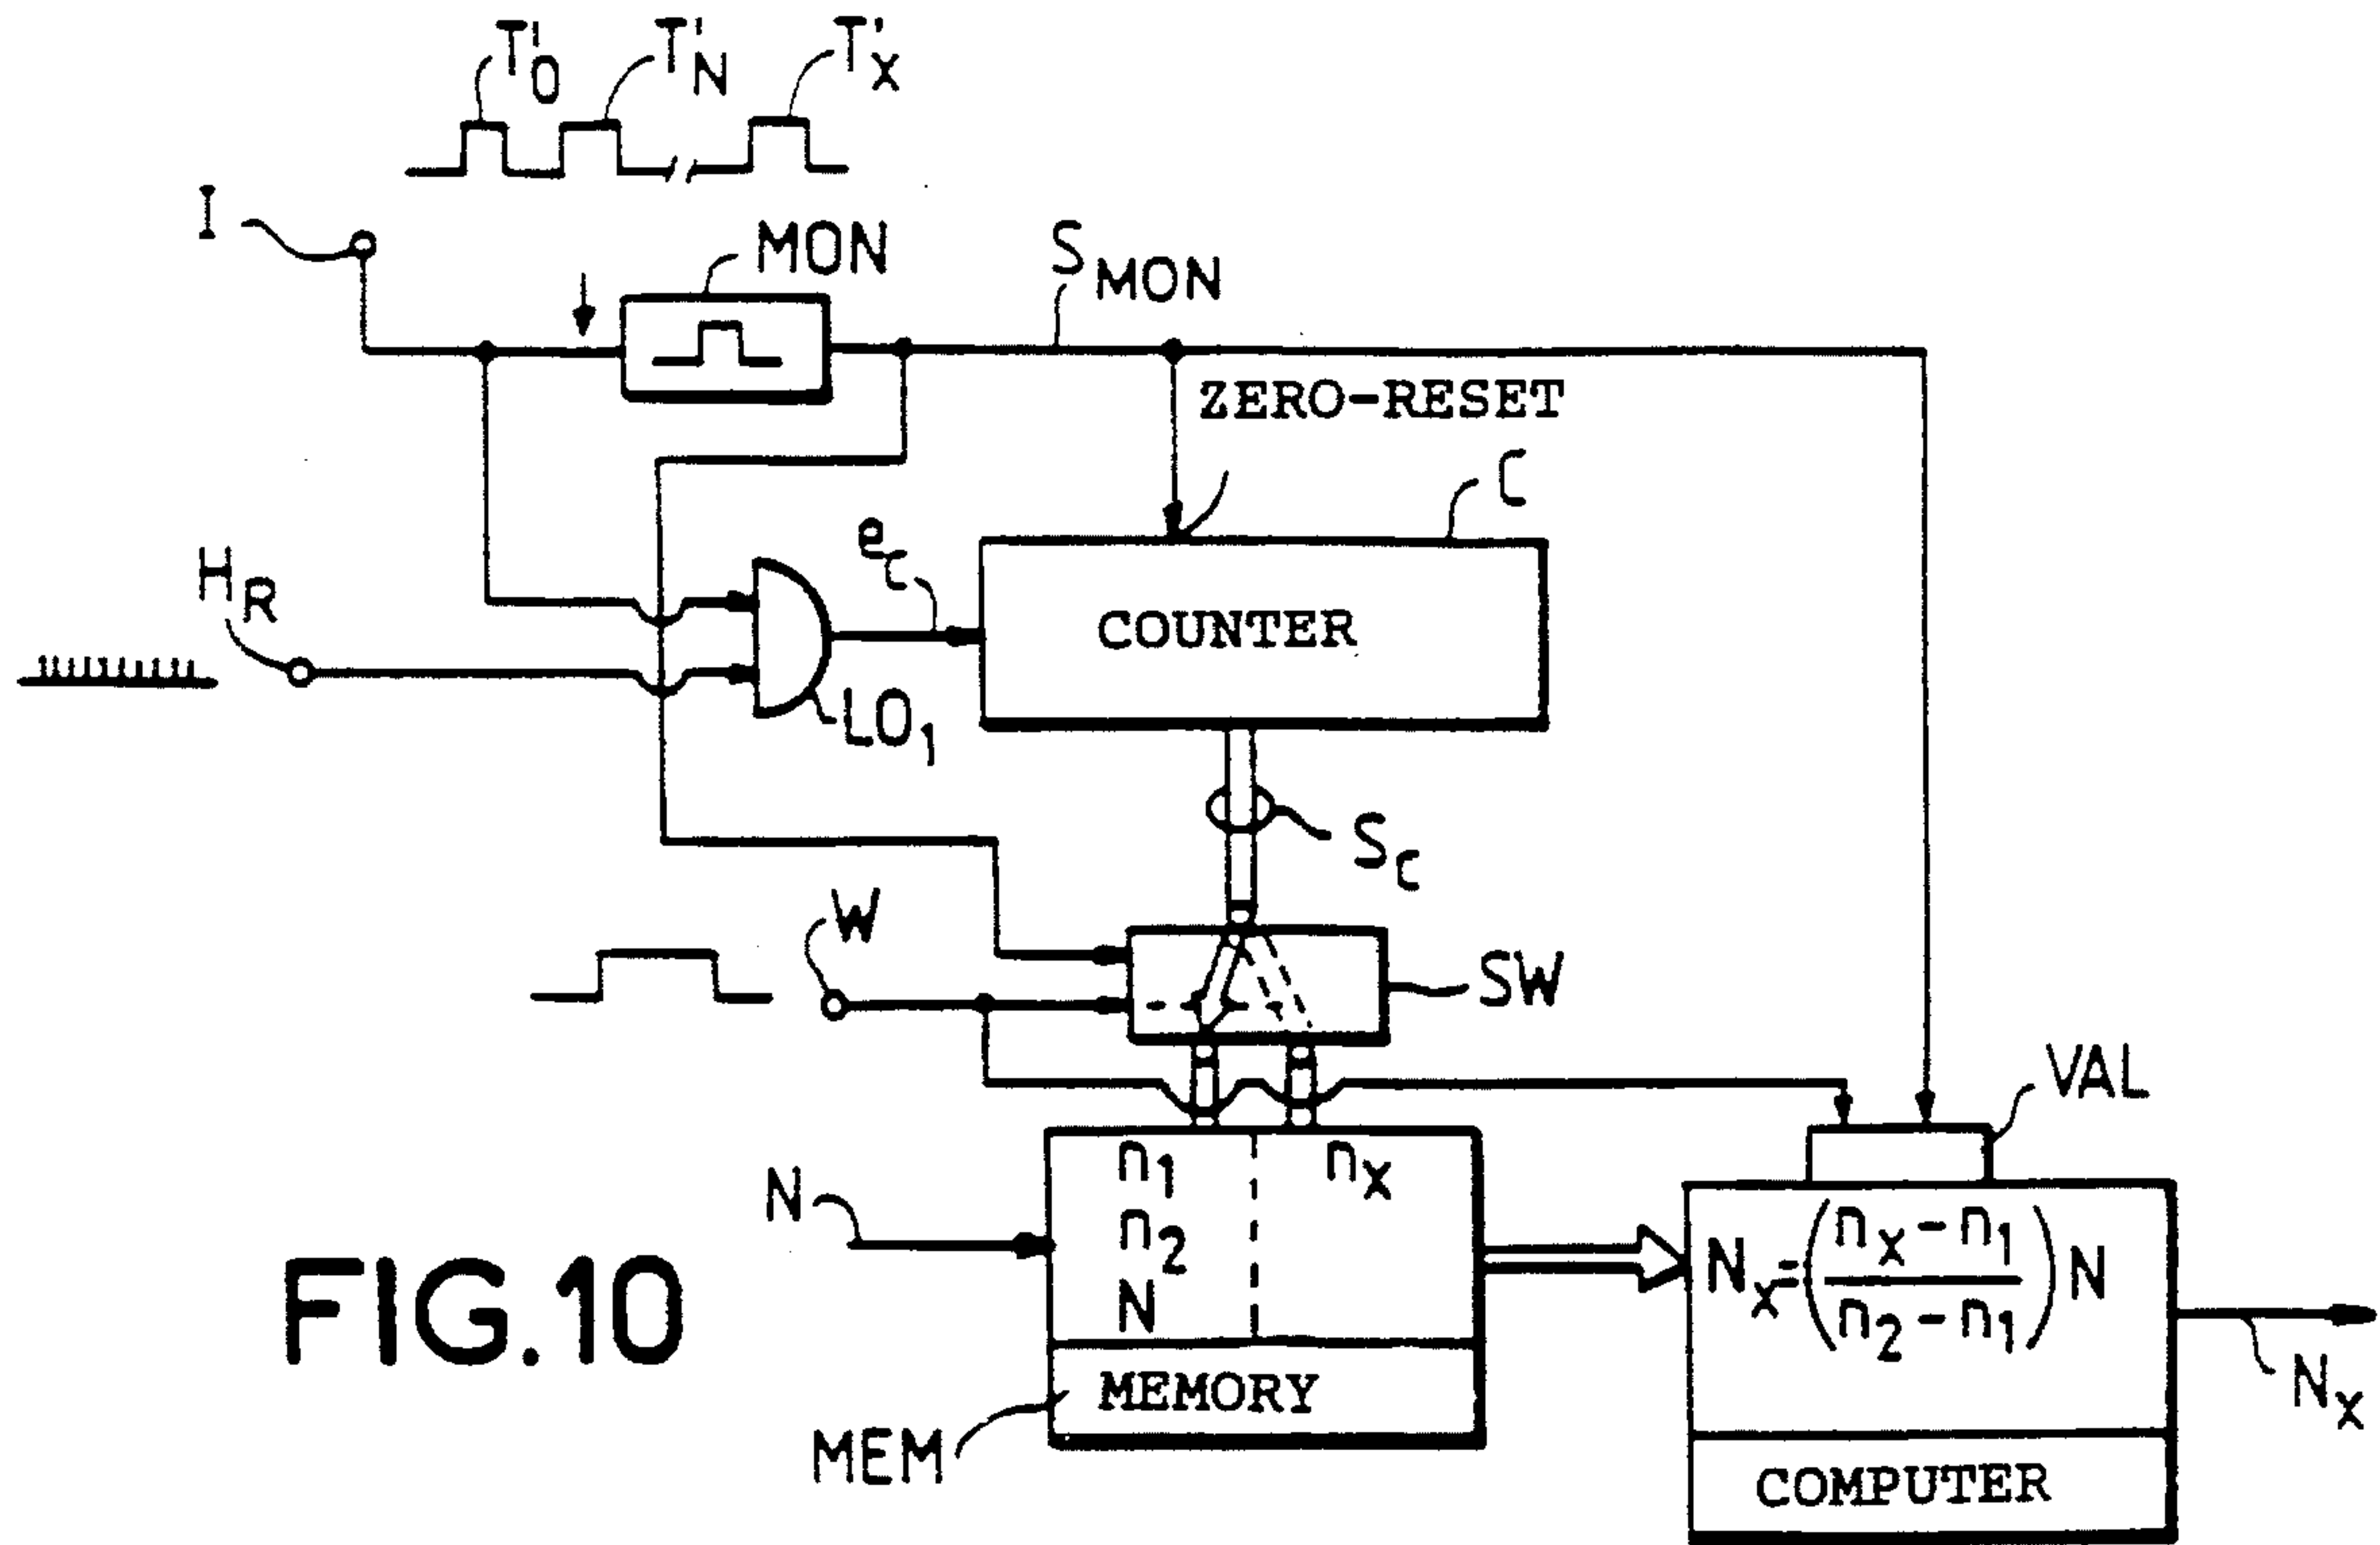 T'0 T'N T'X
I
MON
SMON
ZERO-RESET
C
eC
HR
COUNTER
LO1
SC
W
SW
VAL
n1 nX
N
n2
N
NX=(nX-n1/n2-n1)N
FIG.10
MEMORY
NX
MEM
COMPUTER